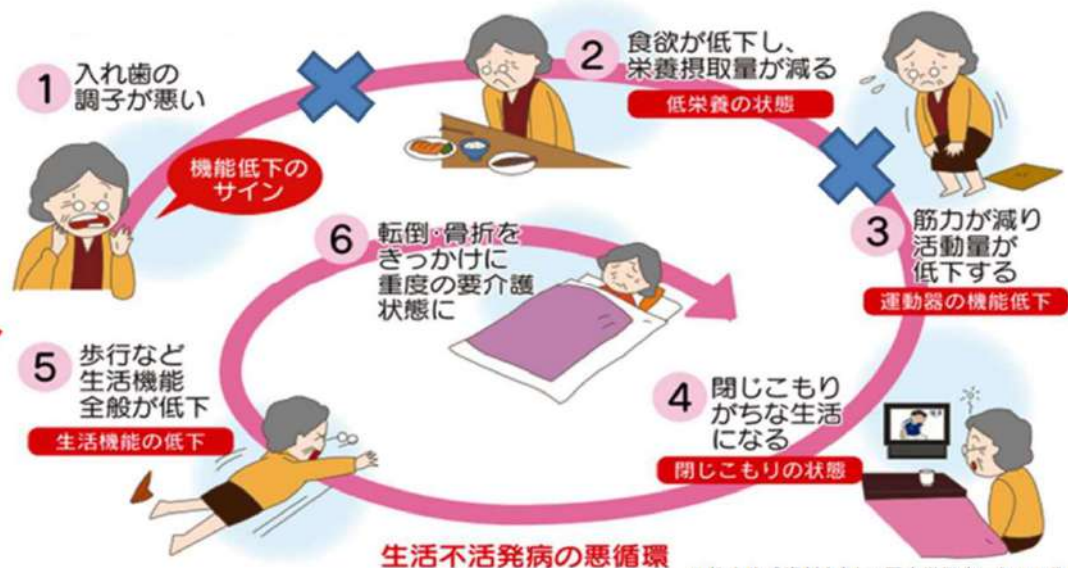 1 入れ歯の
調子が悪い
機能低下の
サイン
2 食欲が低下し、
栄養摂取量が減る
低栄養の状態
3 筋力が減り
活動量が
低下する
運動器の機能低下
4 閉じこもり
がちな生活
になる
閉じこもりの状態
5 歩行など
生活機能
全般が低下
生活機能の低下
6 転倒・骨折を
きっかけに
重度の要介護
状態に
生活不活発病の悪循環